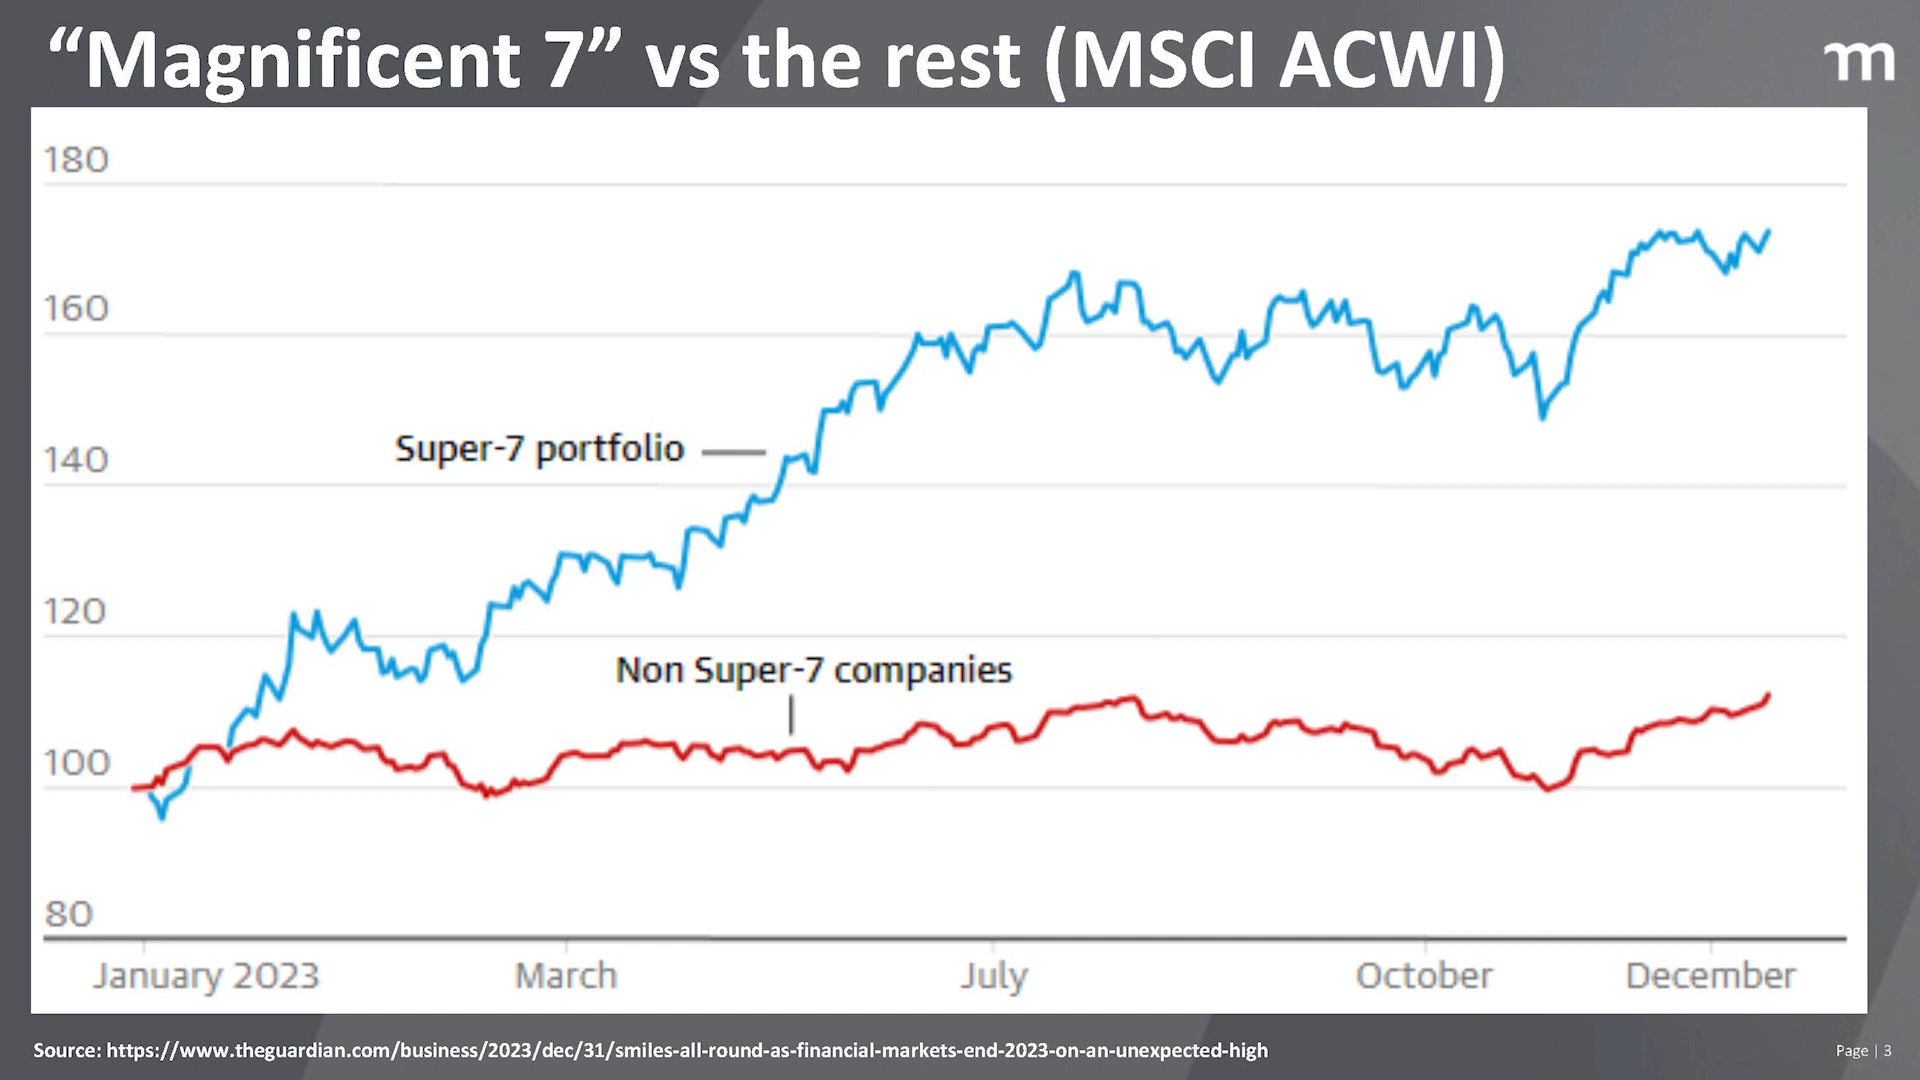 “Magnificent 7” vs the rest (MSCI ACWI)
m
180
160
Super-7 portfolio
140
120
Non Super-7 companies
100
80
January 2023 March July October December
Source: https://www.theguardian.com/business/2023/dec/31/smiles-all-round-as-financial-markets-end-2023-on-an-unexpected-high
Page | 3